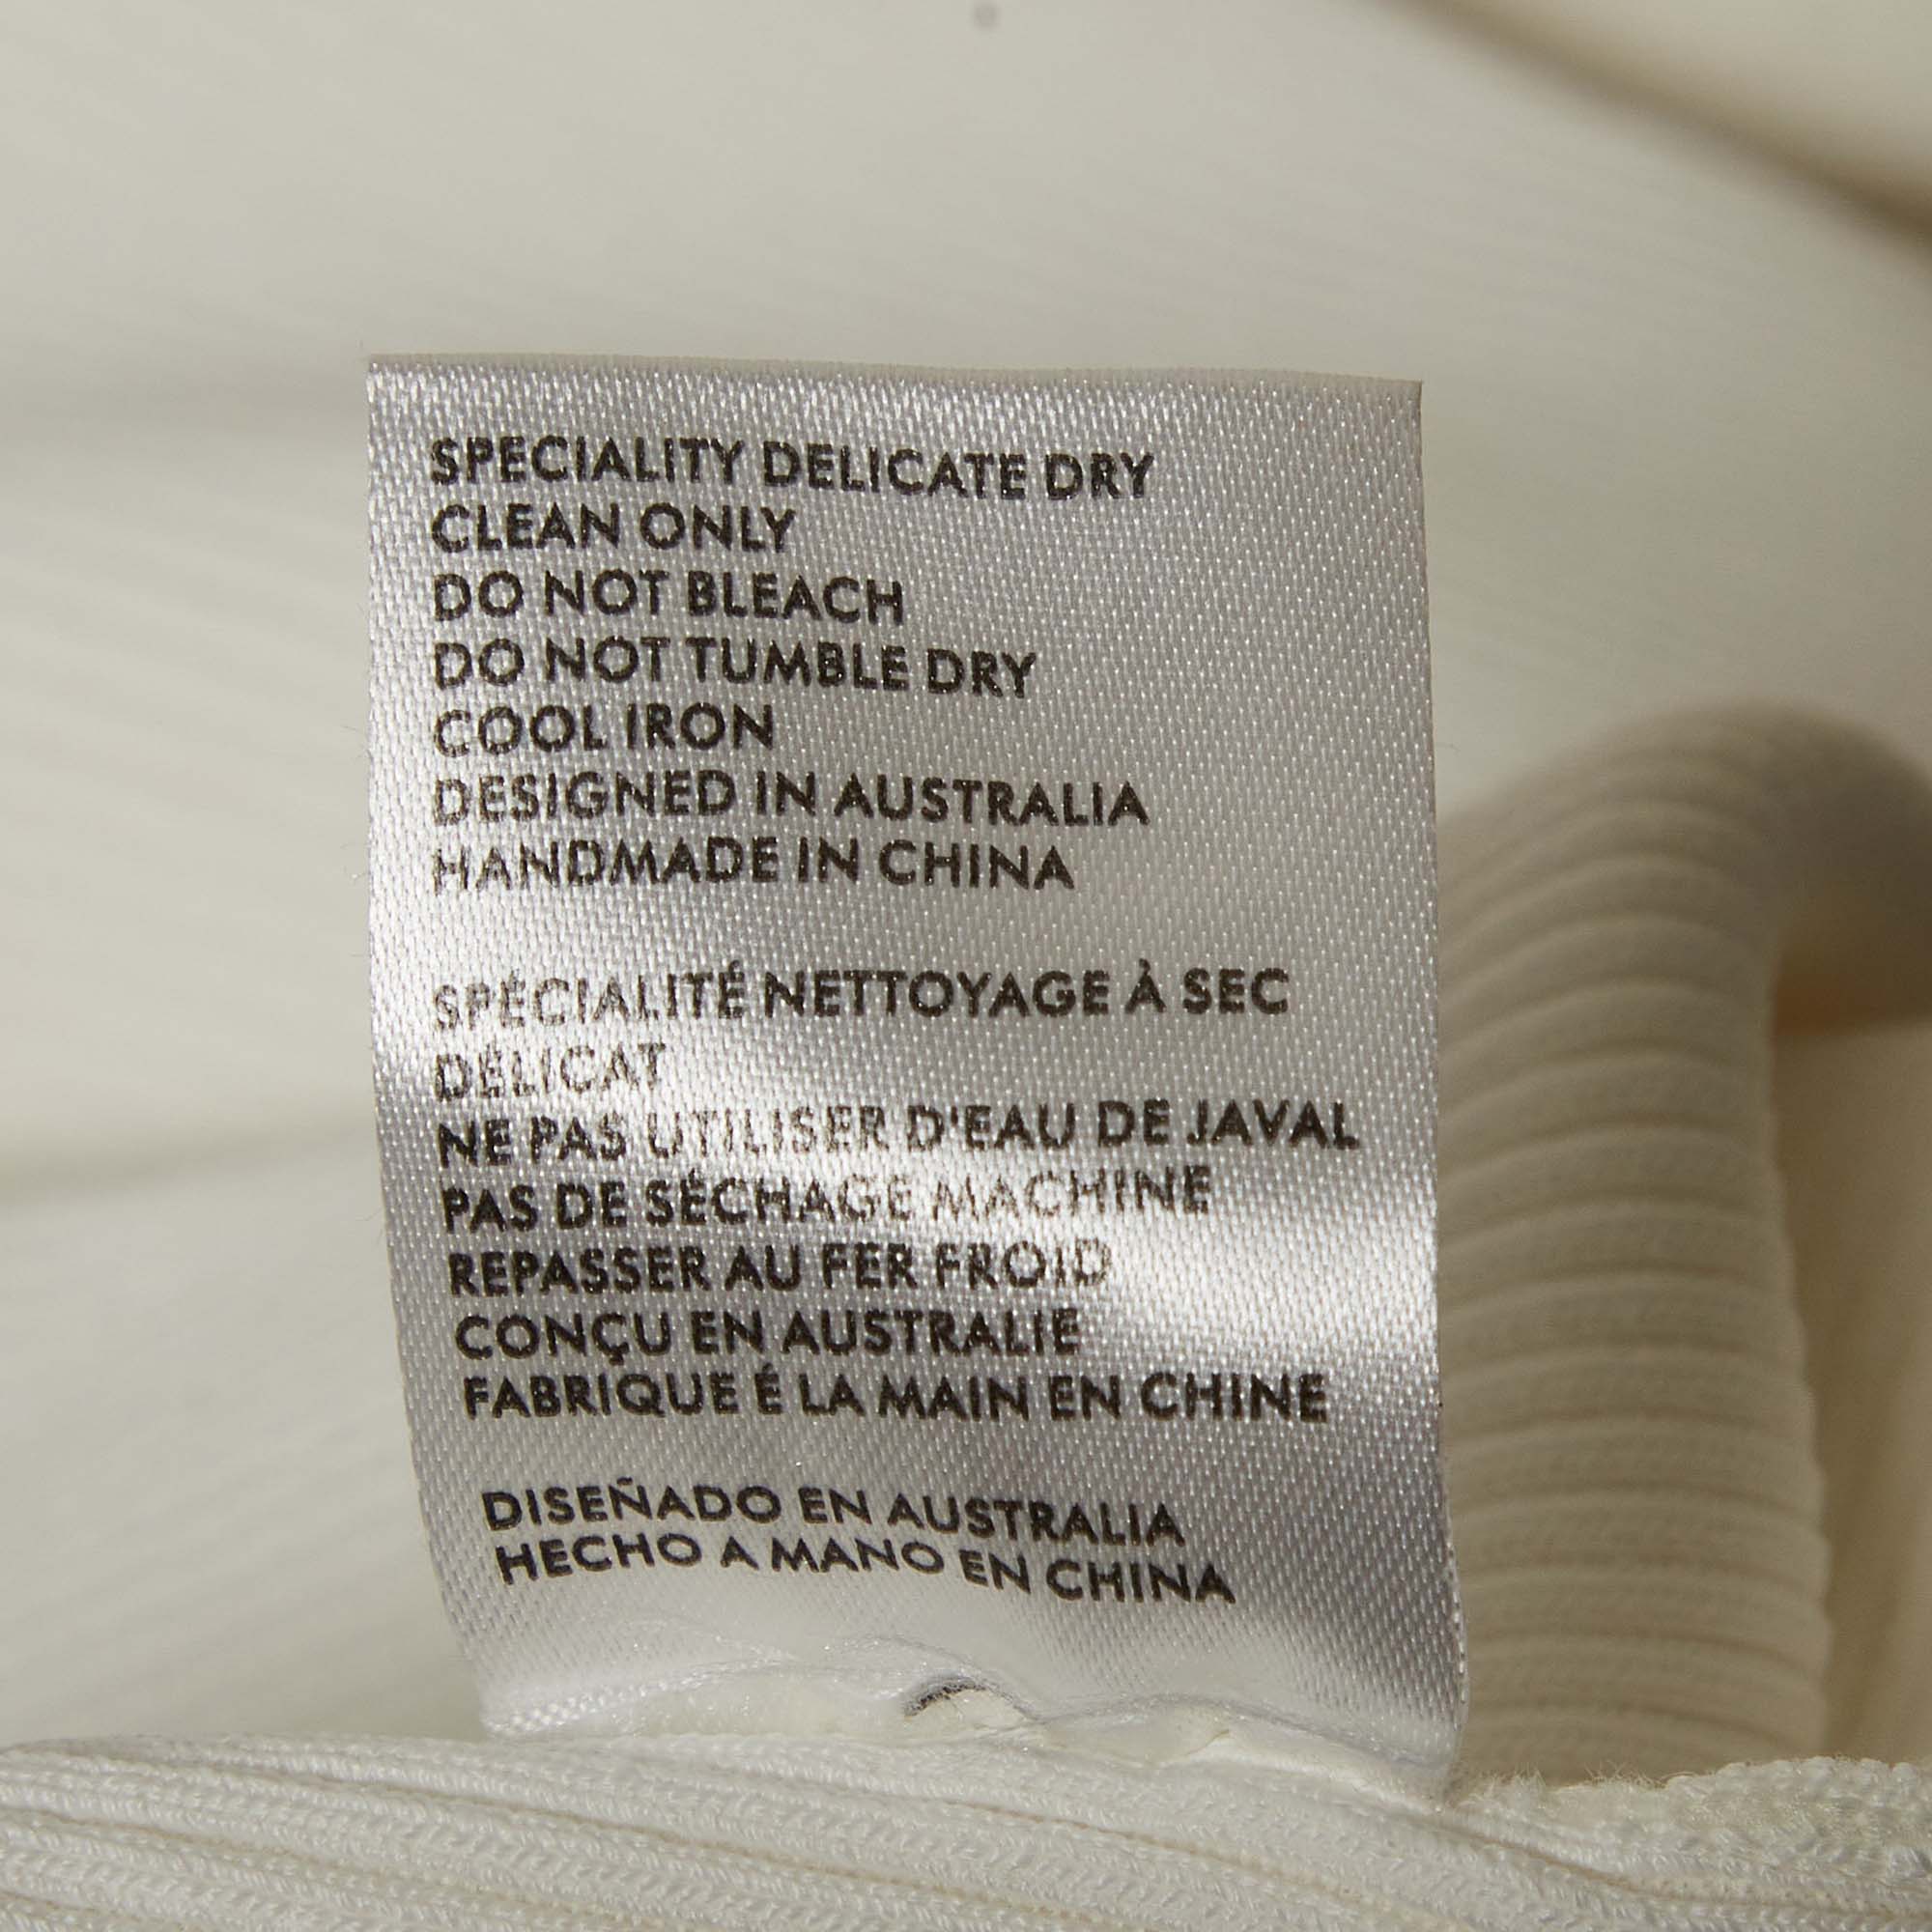 SPECIALITY DELICATE DRY
CLEAN ONLY
DO NOT BLEACH
DO NOT TUMBLE DRY
COOL IRON
DESIGNED IN AUSTRALIA
HANDMADE IN CHINA
SPÉCIALITÉ NETTOYAGE À SEC
DÉLICAT
NE PAS UTILISER D'EAU DE JAVAL
PAS DE SÉCHAGE MACHINE
REPASSER AU FER FROID
CONÇU EN AUSTRALIE
FABRIQUE É LA MAIN EN CHINE
DISEÑADO EN AUSTRALIA
HECHO A MANO EN CHINA